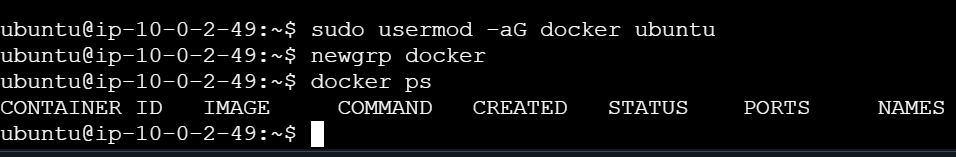 ubuntu@ip-10-0-2-49:~$ sudo usermod -aG docker ubuntu
ubuntu@ip-10-0-2-49:~$ newgrp docker
ubuntu@ip-10-0-2-49:~$ docker ps
CONTAINER ID   IMAGE     COMMAND   CREATED   STATUS    PORTS     NAMES
ubuntu@ip-10-0-2-49:~$